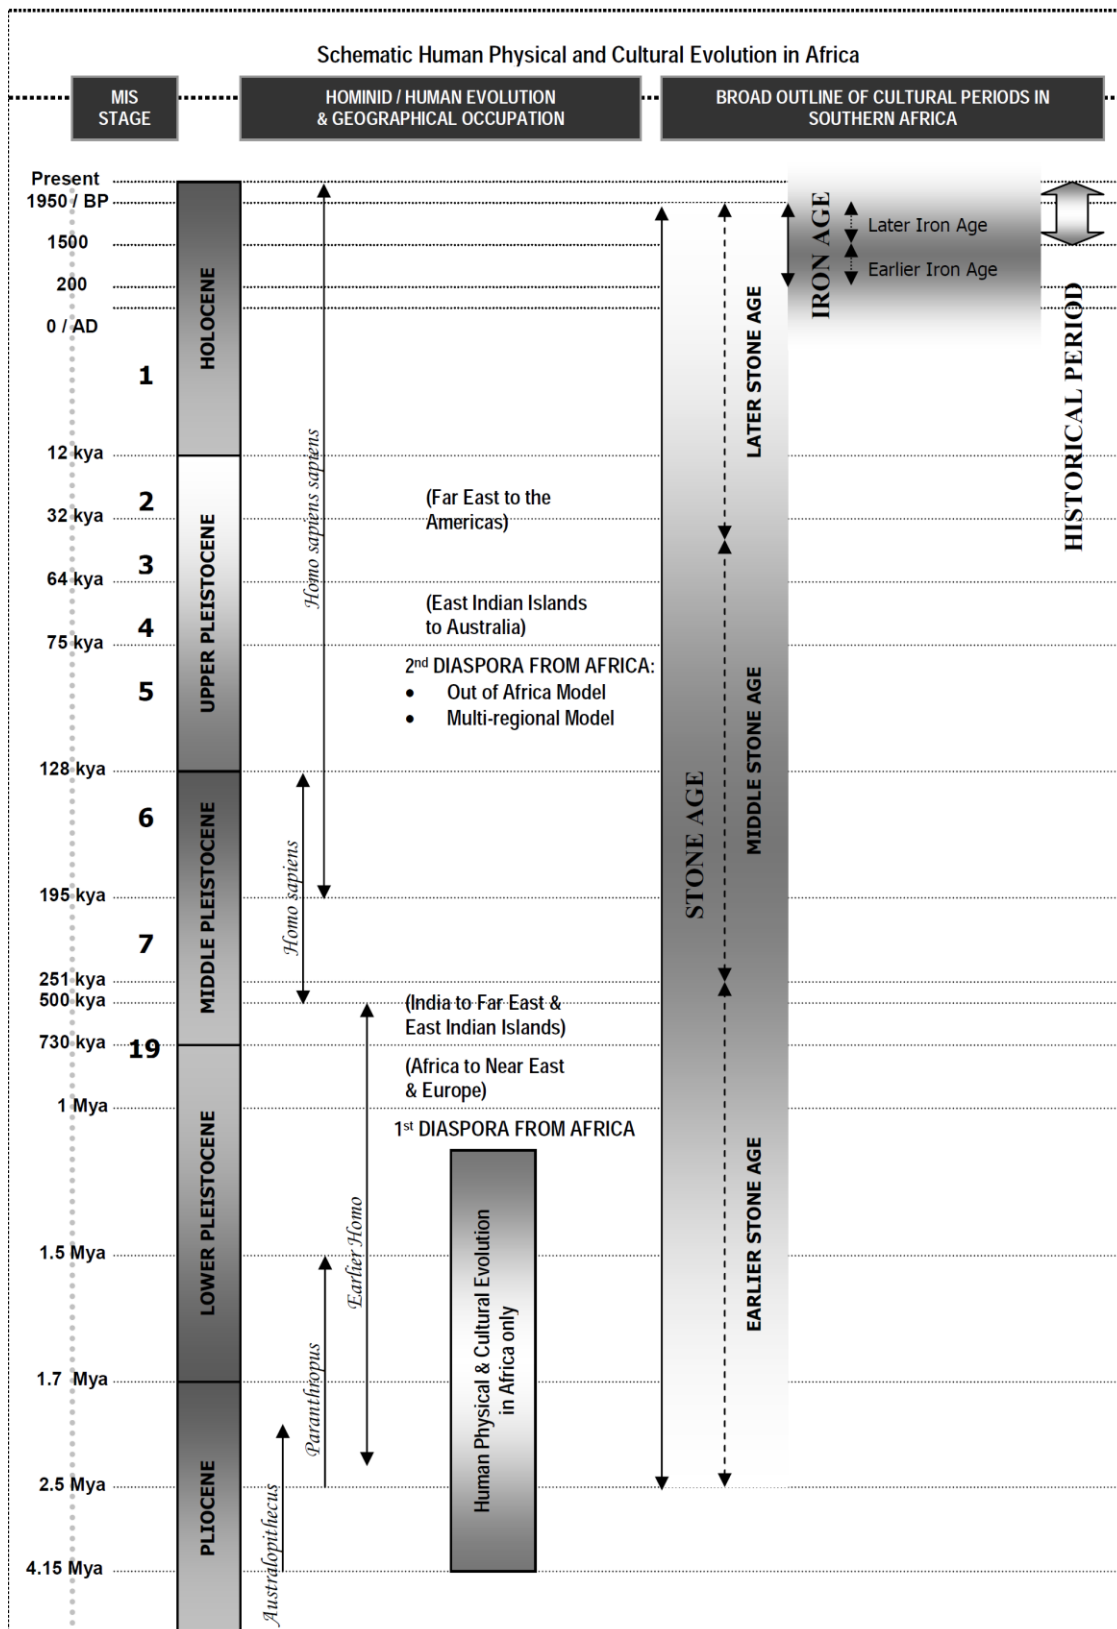 Schematic Human Physical and Cultural Evolution in Africa
MIS
STAGE
HOMINID / HUMAN EVOLUTION
& GEOGRAPHICAL OCCUPATION
BROAD OUTLINE OF CULTURAL PERIODS IN
SOUTHERN AFRICA
Present
1950 / BP
1500
200
0 / AD
12 kya
32 kya
64 kya
75 kya
128 kya
195 kya
251 kya
500 kya
730 kya
1 Mya
1.5 Mya
1.7 Mya
2.5 Mya
4.15 Mya
1
2
3
4
5
6
7
19
HOLOCENE
UPPER PLEISTOCENE
MIDDLE PLEISTOCENE
LOWER PLEISTOCENE
PLIOCENE
Homo sapiens sapiens
Homo sapiens
Earlier Homo
Paranthropus
Australopithecus
(Far East to the
Americas)
(East Indian Islands
to Australia)
2nd DIASPORA FROM AFRICA:
• Out of Africa Model
• Multi-regional Model
(India to Far East &
East Indian Islands)
(Africa to Near East
& Europe)
1st DIASPORA FROM AFRICA
Human Physical & Cultural Evolution
in Africa only
STONE AGE
LATER STONE AGE
MIDDLE STONE AGE
EARLIER STONE AGE
IRON AGE
Later Iron Age
Earlier Iron Age
HISTORICAL PERIOD